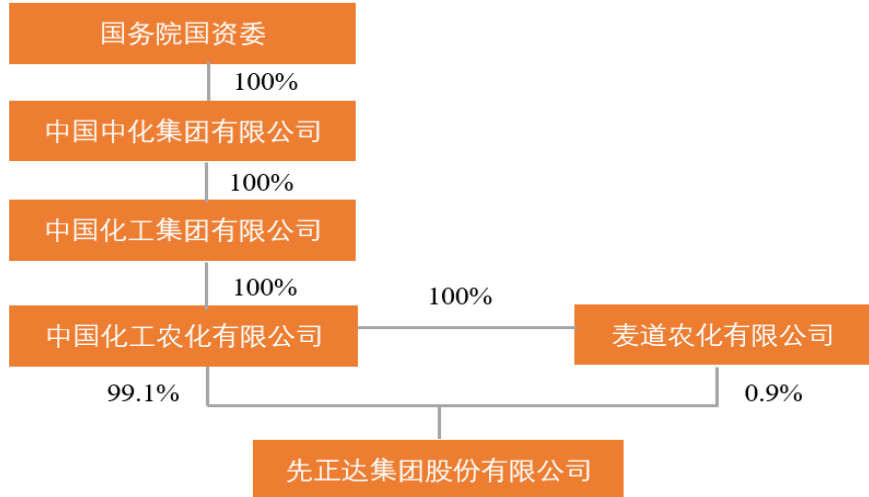 国务院国资委
100%
中国中化集团有限公司
100%
中国化工集团有限公司
100%
100%
中国化工农化有限公司
麦道农化有限公司
99.1%
0.9%
先正达集团股份有限公司